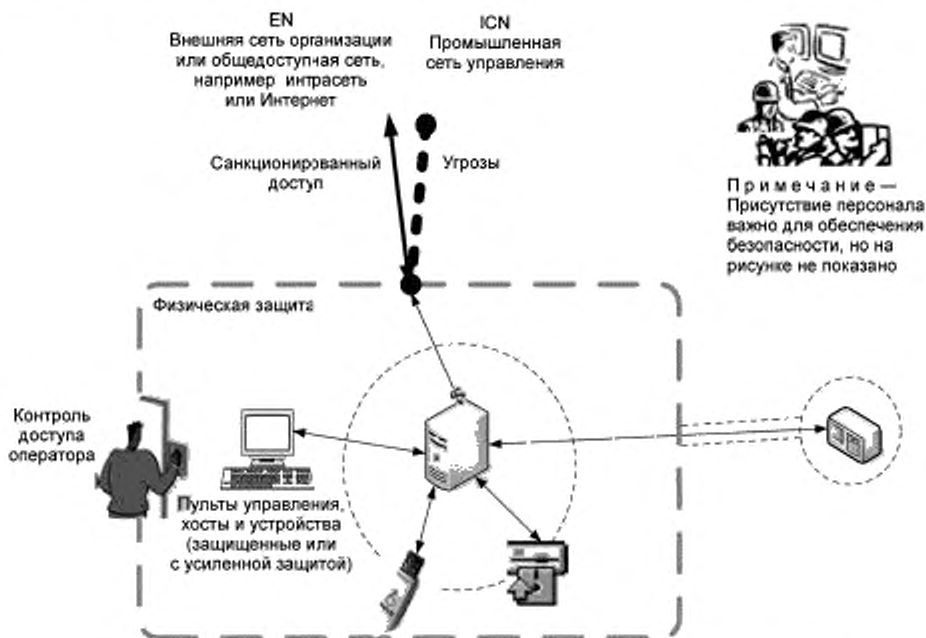 EN
Внешняя сеть организации
или общедоступная сеть,
например интрасеть
или Интернет
ICN
Промышленная
сеть управления
Санкционированный
доступ
Угрозы
П р и м е ч а н и е —
Присутствие персонала
важно для обеспечения
безопасности, но на
рисунке не показано
Физическая защита
Контроль
доступа
оператора
Пульты управления,
хосты и устройства
(защищенные или
с усиленной защитой)